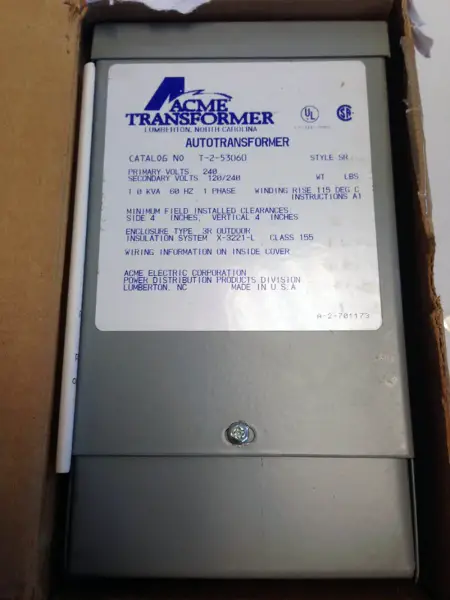 ACME
TRANSFORMER
LUMBERTON, NORTH CAROLINA
UL
SA
AUTOTRANSFORMER
CATALOG NO T-2-53060 STYLE SR
PRIMARY VOLTS 240
SECONDARY VOLTS 120/240 WT LBS
1.0 KVA 60 HZ 1 PHASE WINDING RISE 115 DEG C
INSTRUCTIONS A1
MINIMUM FIELD INSTALLED CLEARANCES:
SIDE 4 INCHES, VERTICAL 4 INCHES
ENCLOSURE TYPE 3R OUTDOOR
INSULATION SYSTEM X-3221-L CLASS 155
WIRING INFORMATION ON INSIDE COVER
ACME ELECTRIC CORPORATION
POWER DISTRIBUTION PRODUCTS DIVISION
LUMBERTON, NC MADE IN U.S.A
A-2-701173